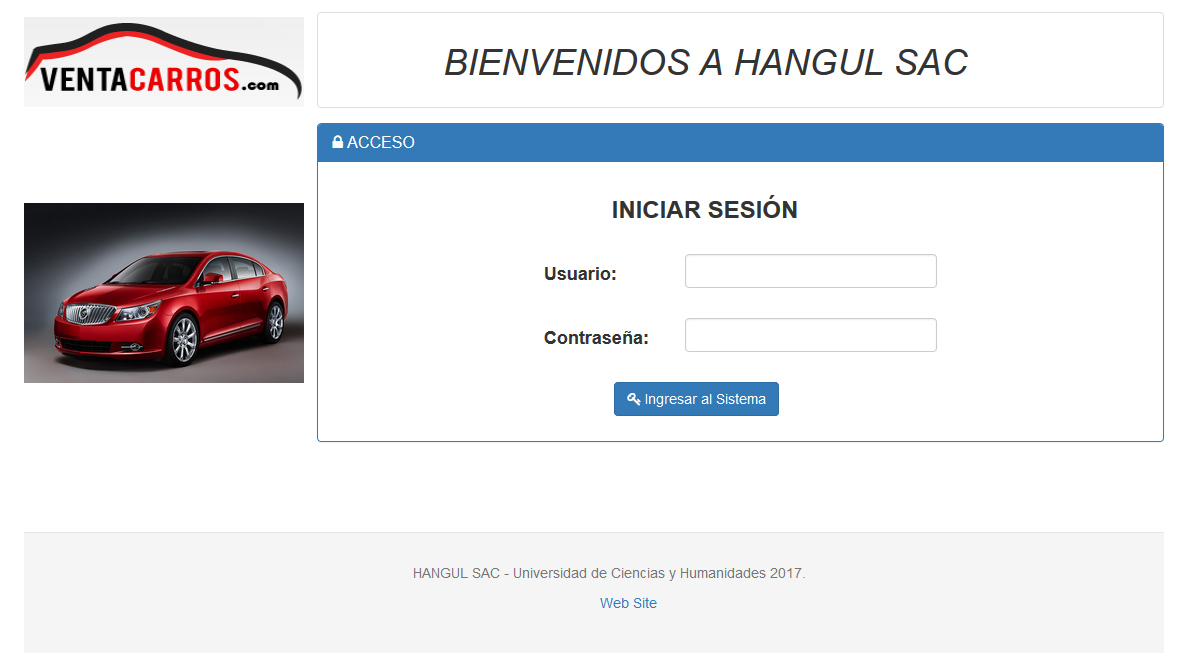 VENTACARROS.com
BIENVENIDOS A HANGUL SAC
ACCESO
INICIAR SESIÓN
Usuario:
Contraseña:
Ingresar al Sistema
HANGUL SAC - Universidad de Ciencias y Humanidades 2017.
Web Site